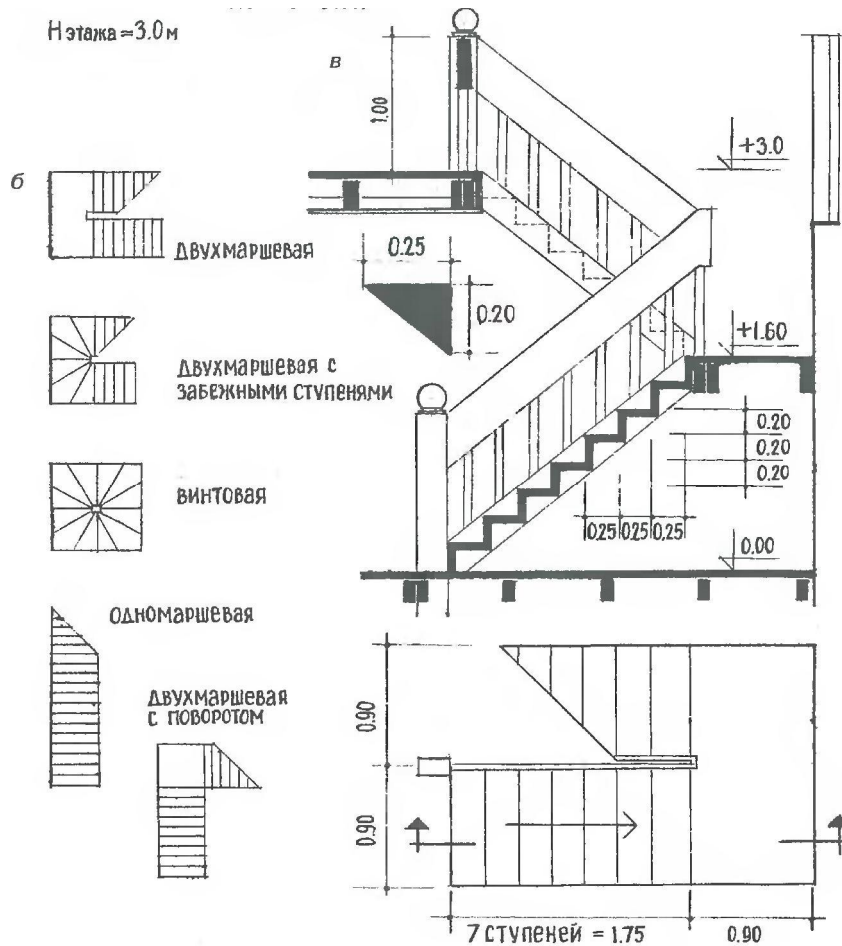 Н этажа = 3.0 м
в
1.00
+3.0
б
двухмаршевая
0.25
0.20
+1.60
двухмаршевая с
забежными ступенями
0.20
0.20
0.20
винтовая
0.25 0.25 0.25
0.00
одномаршевая
двухмаршевая
с поворотом
0.90
0.90
7 ступеней = 1.75
0.90